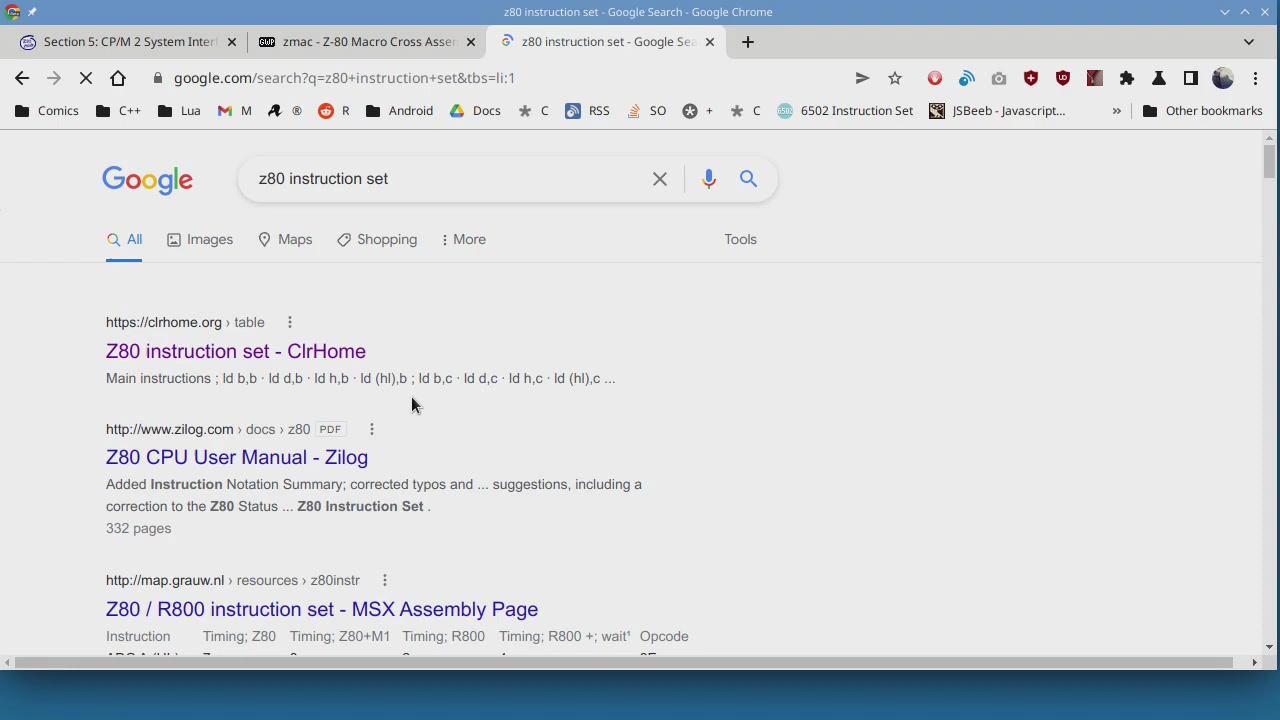 z80 instruction set - Google Search - Google Chrome
Section 5: CP/M 2 System Inter
zmac - Z-80 Macro Cross Assem
z80 instruction set - Google Sea
google.com/search?q=z80+instruction+set&tbs=li:1
Comics
C++
Lua
M
®
R
Android
Docs
C
RSS
SO
+
C
6502 Instruction Set
JSBeeb - Javascript...
»
Other bookmarks
Google
z80 instruction set
All
Images
Maps
Shopping
More
Tools
https://clrhome.org › table
Z80 instruction set - ClrHome
Main instructions ; ld b,b · ld d,b · ld h,b · ld (hl),b ; ld b,c · ld d,c · ld h,c · ld (hl),c ...
http://www.zilog.com › docs › z80 PDF
Z80 CPU User Manual - Zilog
Added Instruction Notation Summary; corrected typos and ... suggestions, including a
correction to the Z80 Status ... Z80 Instruction Set .
332 pages
http://map.grauw.nl › resources › z80instr
Z80 / R800 instruction set - MSX Assembly Page
Instruction Timing; Z80 Timing; Z80+M1 Timing; R800 Timing; R800 +; wait¹ Opcode